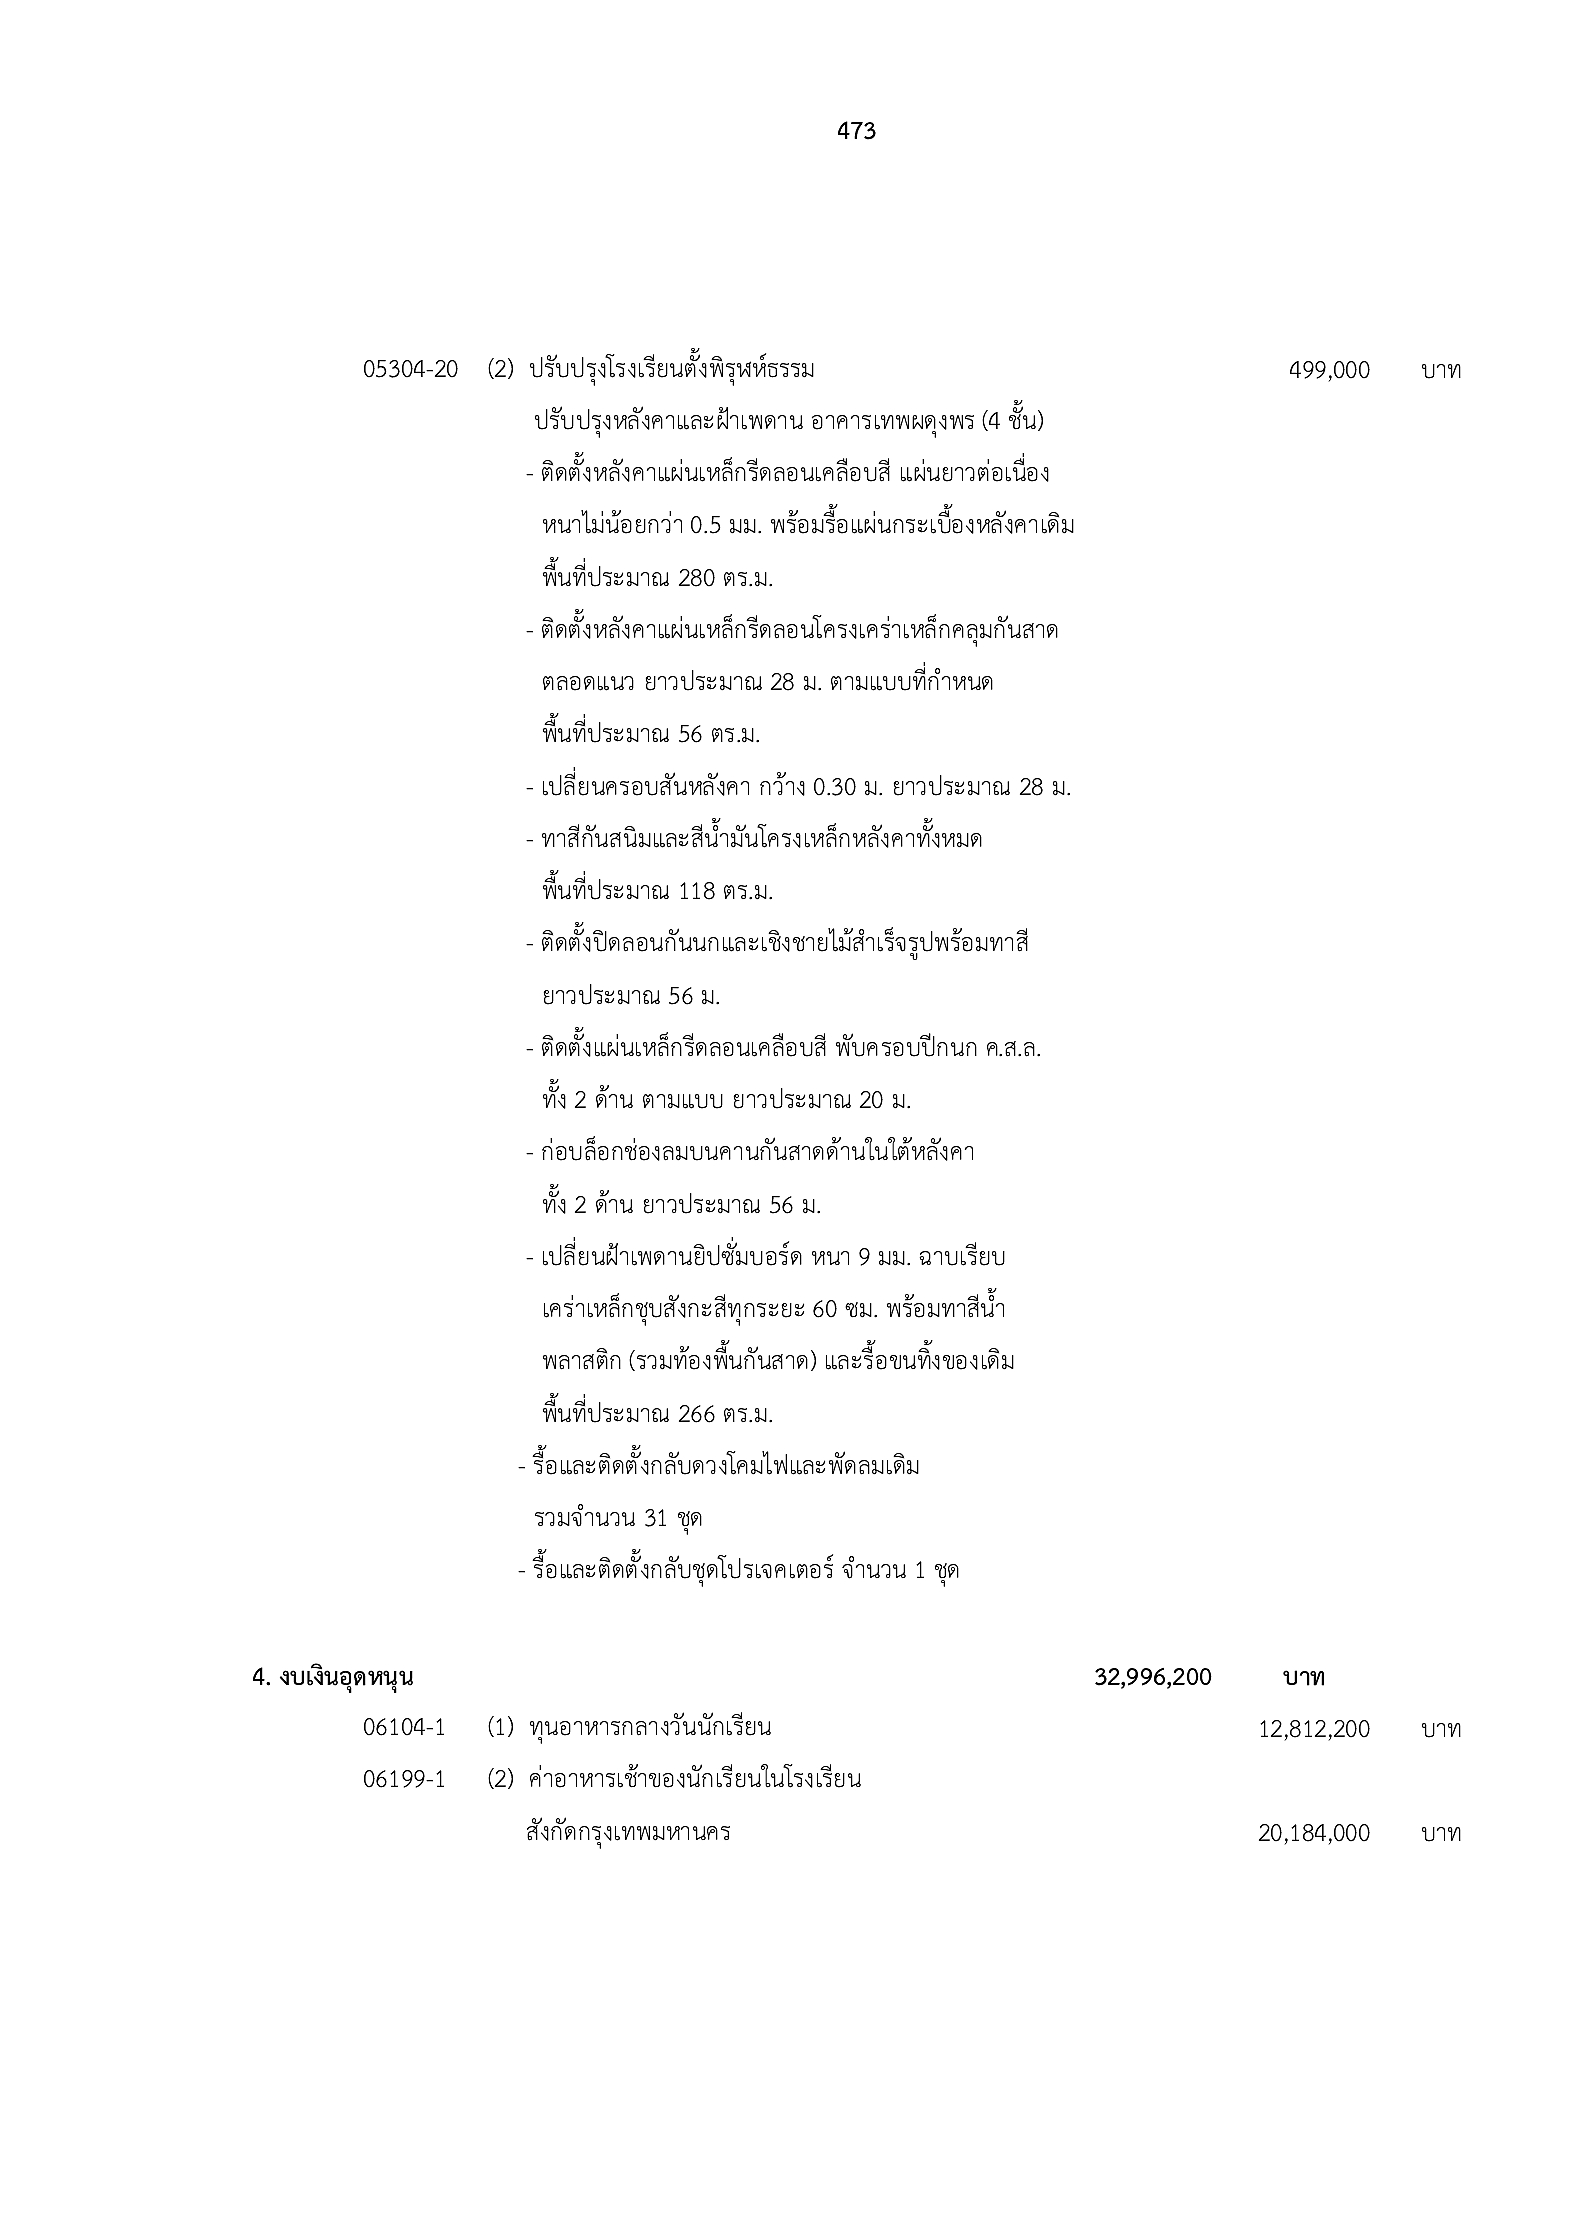 473
05304-20 (2) ปรับปรุงโรงเรียนตั้งพิรุฬห์ธรรม 499,000 บาท
ปรับปรุงหลังคาและฝ้าเพดาน อาคารเทพผดุงพร (4 ชั้น)
- ติดตั้งหลังคาแผ่นเหล็กรีดลอนเคลือบสี แผ่นยาวต่อเนื่อง
หนาไม่น้อยกว่า 0.5 มม. พร้อมรื้อแผ่นกระเบื้องหลังคาเดิม
พื้นที่ประมาณ 280 ตร.ม.
- ติดตั้งหลังคาแผ่นเหล็กรีดลอนโครงเคร่าเหล็กคลุมกันสาด
ตลอดแนว ยาวประมาณ 28 ม. ตามแบบที่กำหนด
พื้นที่ประมาณ 56 ตร.ม.
- เปลี่ยนครอบสันหลังคา กว้าง 0.30 ม. ยาวประมาณ 28 ม.
- ทาสีกันสนิมและสีน้ำมันโครงเหล็กหลังคาทั้งหมด
พื้นที่ประมาณ 118 ตร.ม.
- ติดตั้งปิดลอนกันนกและเชิงชายไม้สำเร็จรูปพร้อมทาสี
ยาวประมาณ 56 ม.
- ติดตั้งแผ่นเหล็กรีดลอนเคลือบสี พับครอบปีกนก ค.ส.ล.
ทั้ง 2 ด้าน ตามแบบ ยาวประมาณ 20 ม.
- ก่อบล็อกช่องลมบนคานกันสาดด้านในใต้หลังคา
ทั้ง 2 ด้าน ยาวประมาณ 56 ม.
- เปลี่ยนฝ้าเพดานยิปซั่มบอร์ด หนา 9 มม. ฉาบเรียบ
เคร่าเหล็กชุบสังกะสีทุกระยะ 60 ซม. พร้อมทาสีน้ำ
พลาสติก (รวมท้องพื้นกันสาด) และรื้อขนทิ้งของเดิม
พื้นที่ประมาณ 266 ตร.ม.
- รื้อและติดตั้งกลับดวงโคมไฟและพัดลมเดิม
รวมจำนวน 31 ชุด
- รื้อและติดตั้งกลับชุดโปรเจคเตอร์ จำนวน 1 ชุด
4. งบเงินอุดหนุน 32,996,200 บาท
06104-1 (1) ทุนอาหารกลางวันนักเรียน 12,812,200 บาท
06199-1 (2) ค่าอาหารเช้าของนักเรียนในโรงเรียน
สังกัดกรุงเทพมหานคร 20,184,000 บาท